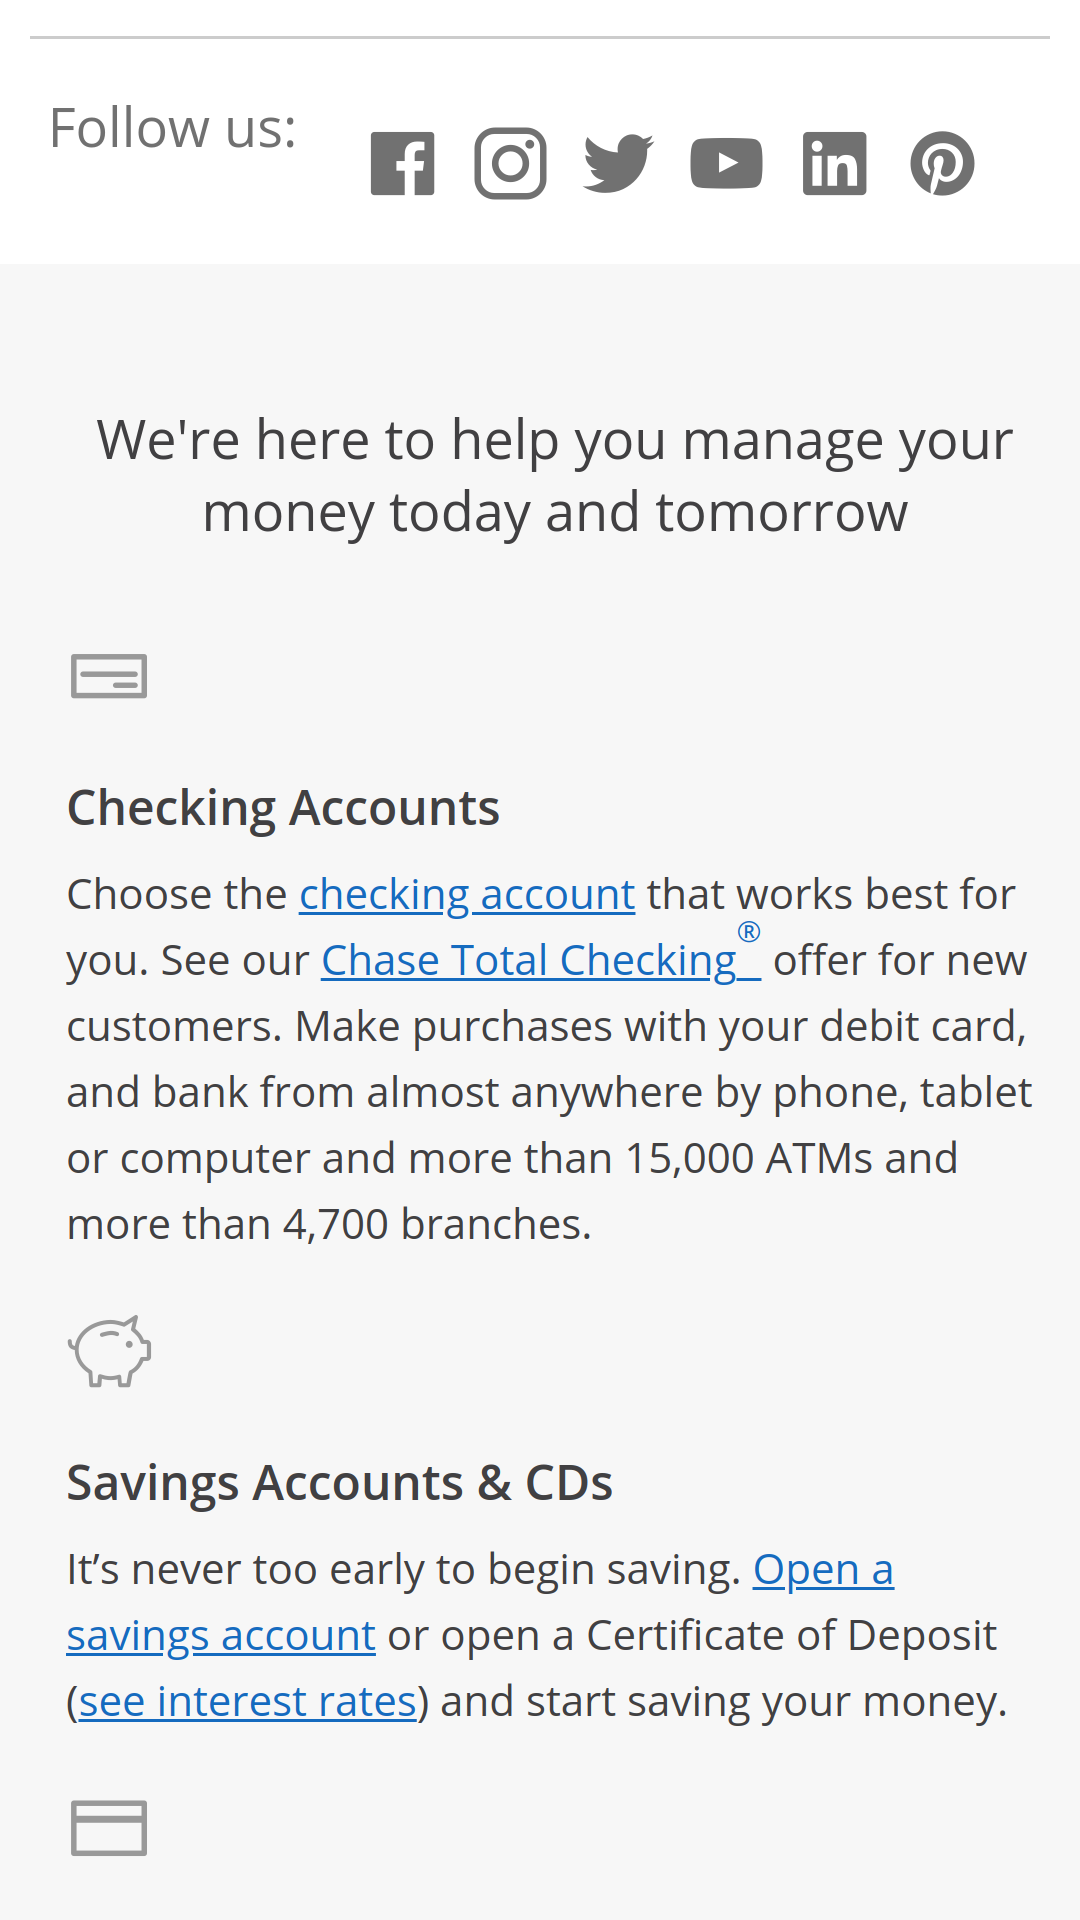 Follow us:
We're here to help you manage your
money today and tomorrow
Checking Accounts
Choose the checking account that works best for
you. See our Chase Total Checking® offer for new
customers. Make purchases with your debit card,
and bank from almost anywhere by phone, tablet
or computer and more than 15,000 ATMs and
more than 4,700 branches.
Savings Accounts & CDs
It’s never too early to begin saving. Open a
savings account or open a Certificate of Deposit
(see interest rates) and start saving your money.